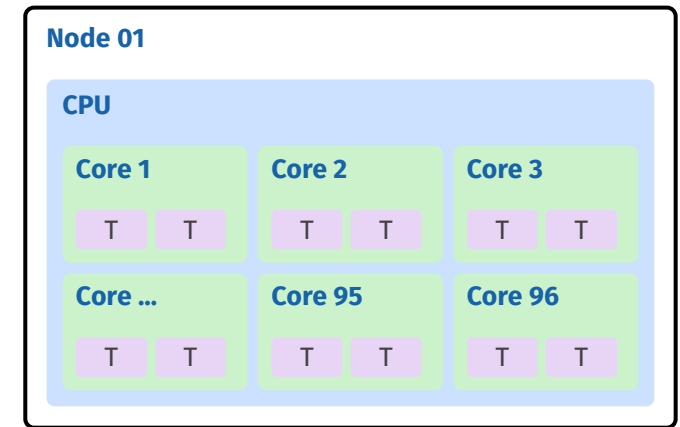 Node 01
CPU
Core 1 Core 2 Core 3
T T T T T T
Core ... Core 95 Core 96
T T T T T T